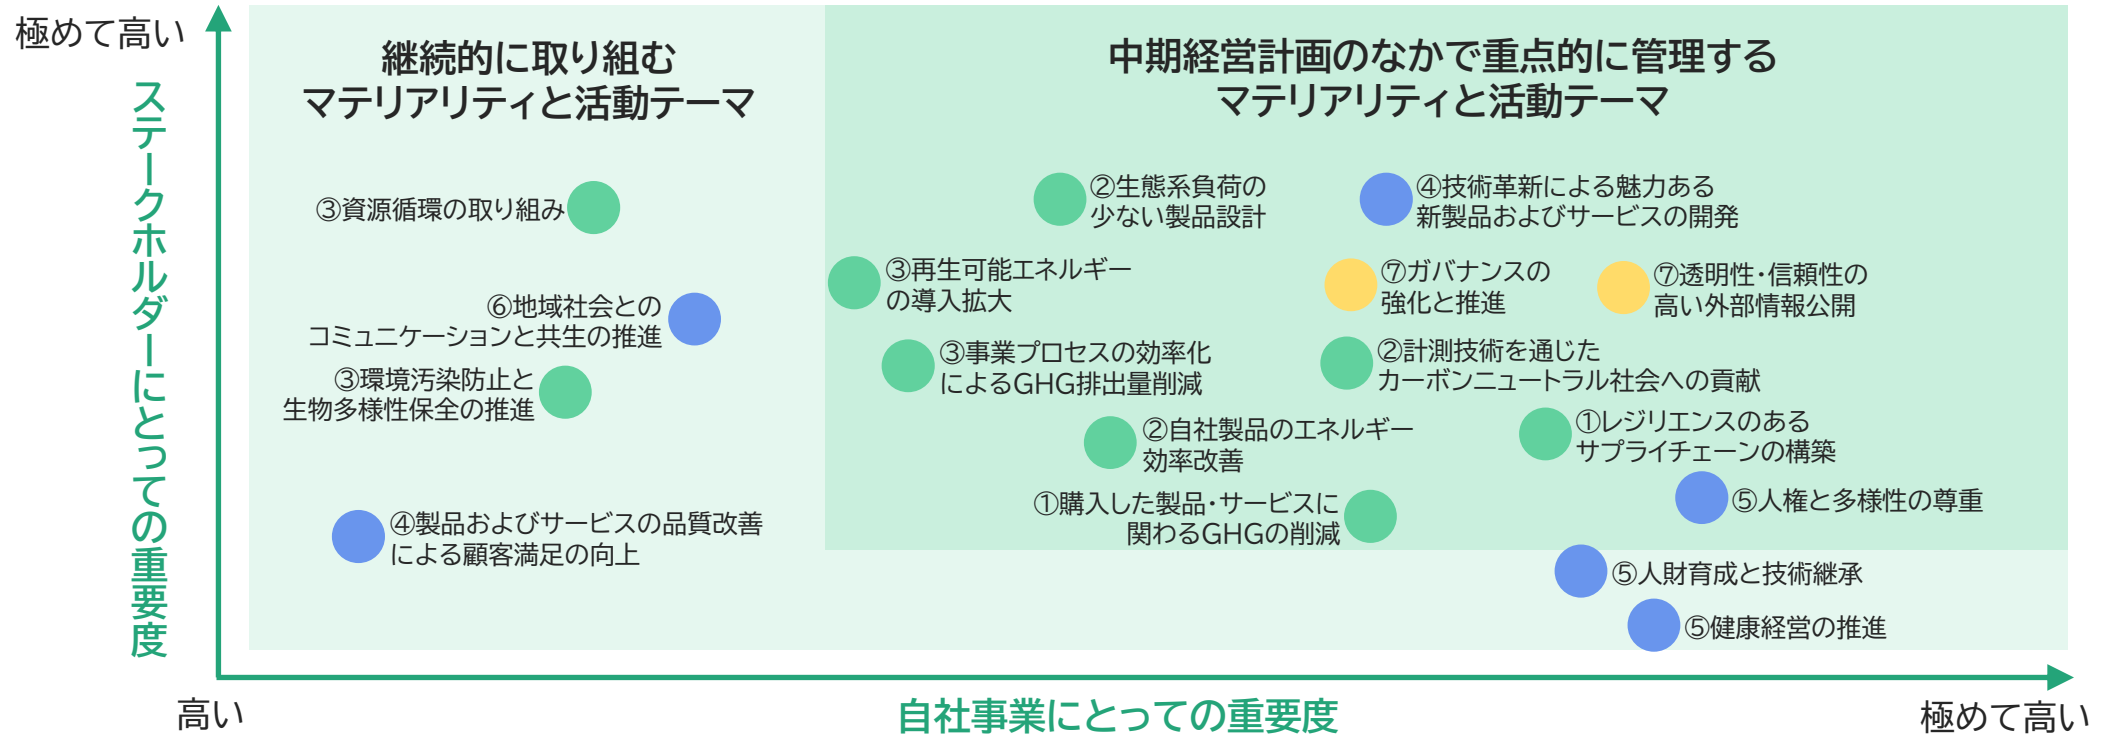 極めて高い
ステークホルダーにとっての重要度
継続的に取り組む
マテリアリティと活動テーマ
中期経営計画のなかで重点的に管理する
マテリアリティと活動テーマ
③資源循環の取り組み
⑥地域社会との
コミュニケーションと共生の推進
③環境汚染防止と
生物多様性保全の推進
④製品およびサービスの品質改善
による顧客満足の向上
②生態系負荷の
少ない製品設計
④技術革新による魅力ある
新製品およびサービスの開発
③再生可能エネルギー
の導入拡大
⑦ガバナンスの
強化と推進
⑦透明性・信頼性の
高い外部情報公開
③事業プロセスの効率化
によるGHG排出量削減
②計測技術を通じた
カーボンニュートラル社会への貢献
②自社製品のエネルギー
効率改善
①レジリエンスのある
サプライチェーンの構築
①購入した製品・サービスに
関わるGHGの削減
⑤人権と多様性の尊重
⑤人財育成と技術継承
⑤健康経営の推進
高い
自社事業にとっての重要度
極めて高い